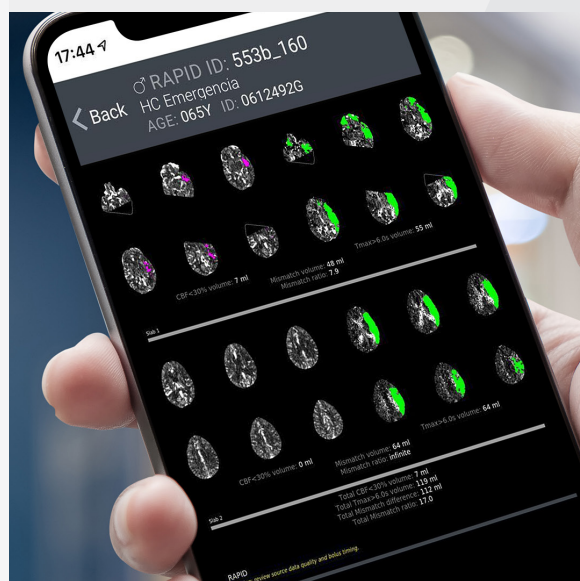 17:44
RAPID ID: 553b_160
Back
HC Emergencia
AGE: 065Y ID: 0612492G
CBF<30% volume: 7 ml
Mismatch volume: 48 ml
Mismatch ratio: 7.9
Tmax>6.0s volume: 55 ml
Slab 1
CBF<30% volume: 0 ml
Mismatch volume: 64 ml
Mismatch ratio: infinite
Tmax>6.0s volume: 64 ml
Slab 2
Total CBF<30% volume: 7 ml
Total Tmax>6.0s volume: 119 ml
Total Mismatch difference: 112 ml
Total Mismatch ratio: 17.0
RAPID
review source data quality and bolus timing.